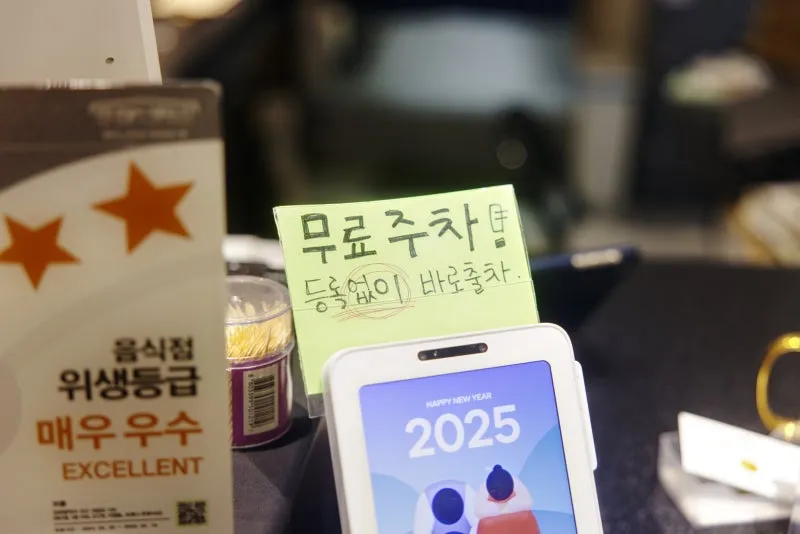 음식점
위생등급
매우 우수
EXCELLENT
무료주차!
등록없이 바로출차.
HAPPY NEW YEAR
2025